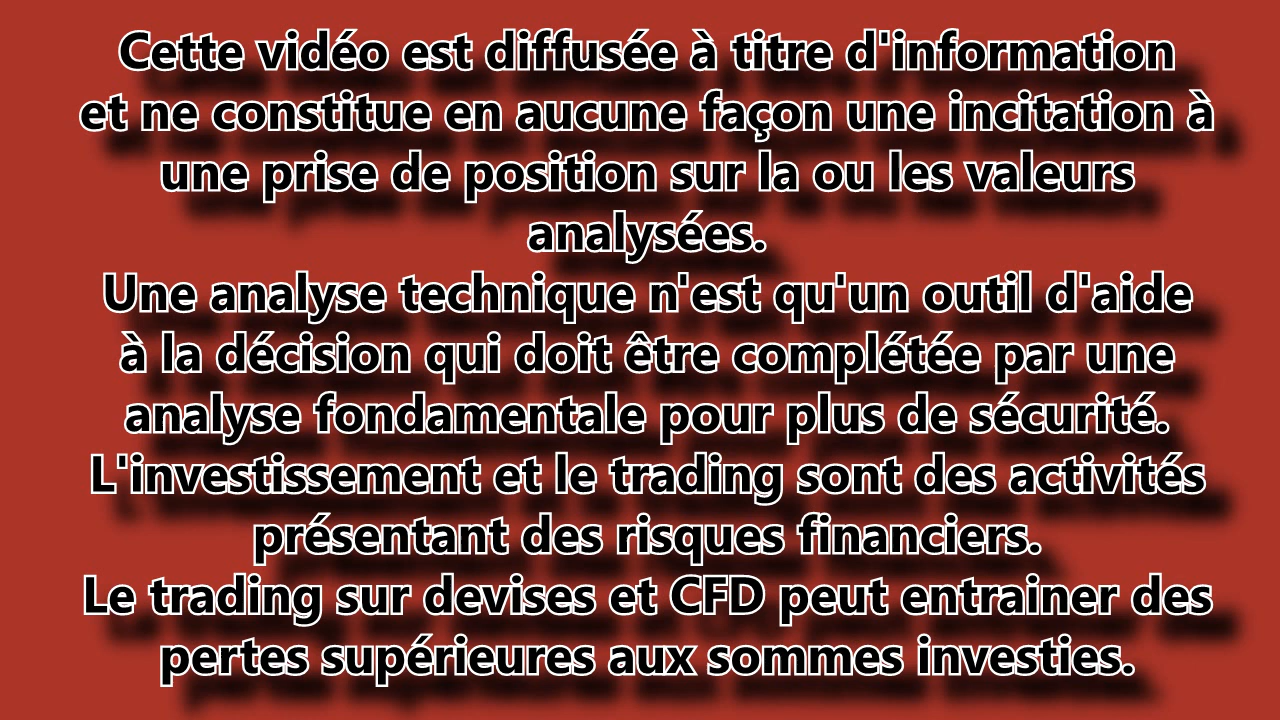 Cette vidéo est diffusée à titre d'information
et ne constitue en aucune façon une incitation à
une prise de position sur la ou les valeurs
analysées.
Une analyse technique n'est qu'un outil d'aide
à la décision qui doit être complétée par une
analyse fondamentale pour plus de sécurité.
L'investissement et le trading sont des activités
présentant des risques financiers.
Le trading sur devises et CFD peut entrainer des
pertes supérieures aux sommes investies.